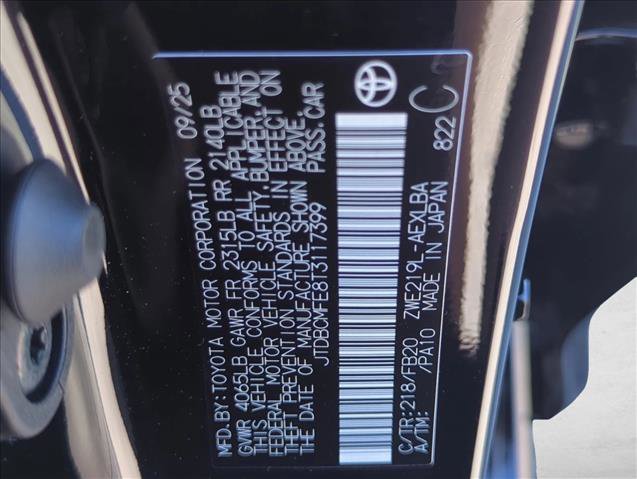 MFD.BY:TOYOTA MOTOR CORPORATION 09/25
GVWR 4065LB GAWR FR 2315LB RR 2140LB
THIS VEHICLE CONFORMS TO ALL APPLICABLE
FEDERAL MOTOR VEHICLE SAFETY,BUMPER,AND
THEFT PREVENTION STANDARDS IN EFFECT ON
THE DATE OF MANUFACTURE SHOWN ABOVE.
JTDBCMFE8T3117399 PASS.CAR
C/TR:218/FB20 ZWE219L-AEXLBA
A/TM: /PA10 MADE IN JAPAN 822 C